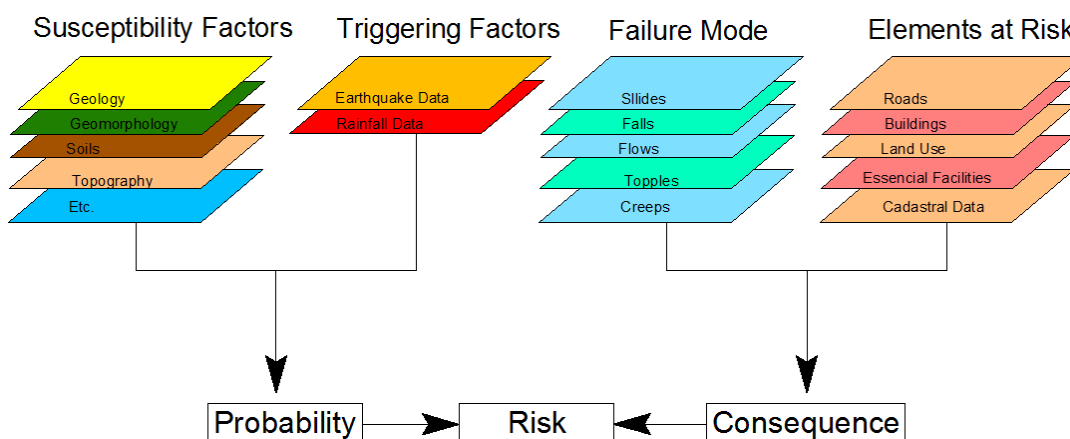 Susceptibility Factors
Geology
Geomorphology
Soils
Topography
Etc.
Triggering Factors
Earthquake Data
Rainfall Data
Failure Mode
Sllides
Falls
Flows
Topples
Creeps
Elements at Risk
Roads
Buildings
Land Use
Essencial Facilities
Cadastral Data
Probability
Risk
Consequence